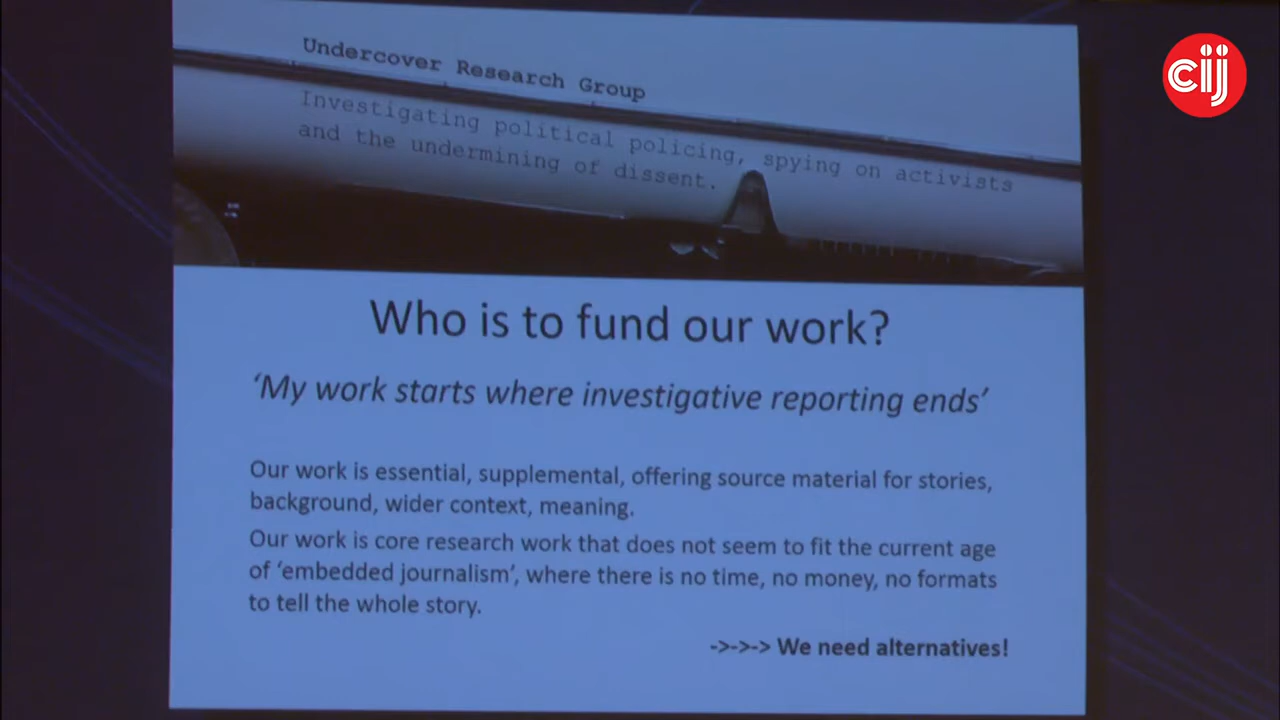 cij
Undercover Research Group
Investigating political policing, spying on activists
and the undermining of dissent.
Who is to fund our work?
‘My work starts where investigative reporting ends’
Our work is essential, supplemental, offering source material for stories,
background, wider context, meaning.
Our work is core research work that does not seem to fit the current age
of ‘embedded journalism’, where there is no time, no money, no formats
to tell the whole story.
->->-> We need alternatives!